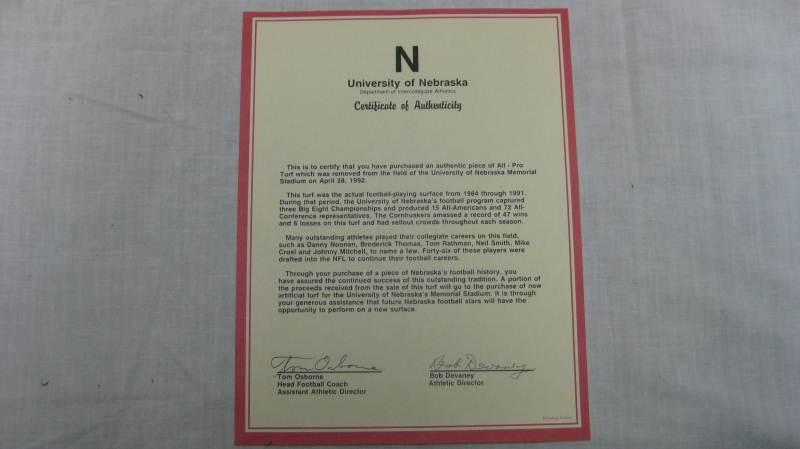 N
University of Nebraska
Department of Intercollegiate Athletics
Certificate of Authenticity
This is to certify that you have purchased an authentic piece of All - Pro
Turf which was removed from the field of the University of Nebraska Memorial
Stadium on April 28, 1992.
This turf was the actual football-playing surface from 1984 through 1991.
During that period, the University of Nebraska's football program captured
three Big Eight Championships and produced 15 All-Americans and 72 All-
Conference representatives. The Cornhuskers amassed a record of 47 wins
and 6 losses on this turf and had sellout crowds throughout each season.
Many outstanding athletes played their collegiate careers on this field,
such as Danny Noonan, Broderick Thomas, Tom Rathman, Neil Smith, Mike
Croel and Johnny Mitchell, to name a few. Forty-six of these players were
drafted into the NFL to continue their football careers.
Through your purchase of a piece of Nebraska's football history, you
have assured the continued success of this outstanding tradition. A portion of
the proceeds received from the sale of this turf will go to the purchase of new
artificial turf for the University of Nebraska's Memorial Stadium. It is through
your generous assistance that future Nebraska football stars will have the
opportunity to perform on a new surface.
Tom Osborne Bob Devaney
Tom Osborne Bob Devaney
Head Football Coach Athletic Director
Assistant Athletic Director